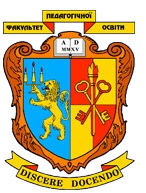 ПЕДАГОГІЧНОЇ
ФАКУЛЬТЕТ ОСВІТИ
A D
MMXV
DISCERE DOCENDO